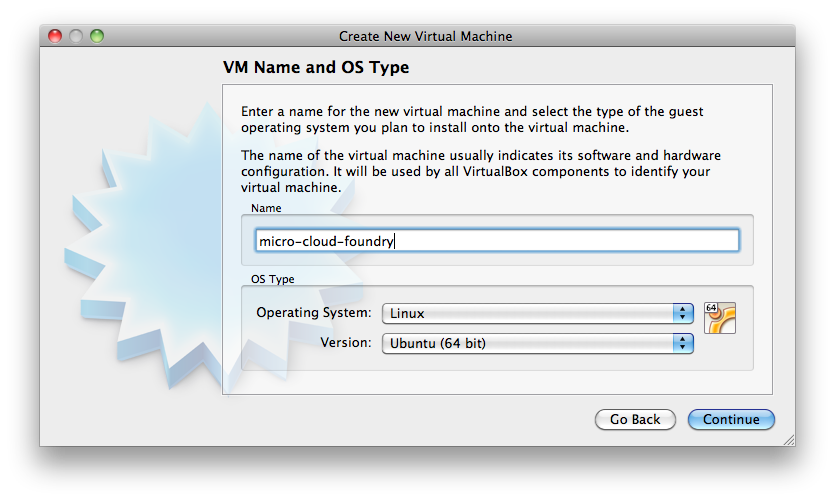 Create New Virtual Machine
VM Name and OS Type
Enter a name for the new virtual machine and select the type of the guest
operating system you plan to install onto the virtual machine.
The name of the virtual machine usually indicates its software and hardware
configuration. It will be used by all VirtualBox components to identify your
virtual machine.
Name
micro-cloud-foundry
OS Type
Operating System: Linux
64
Version: Ubuntu (64 bit)
Go Back Continue